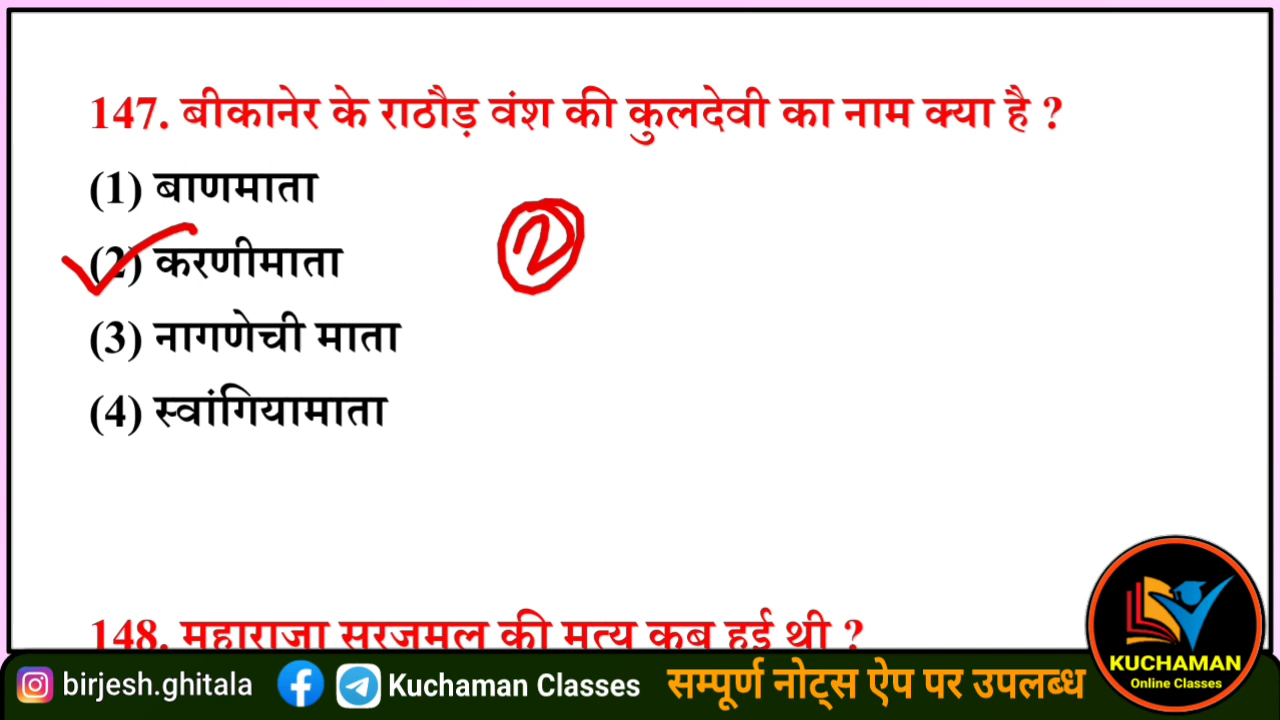 147. बीकानेर के राठौड़ वंश की कुलदेवी का नाम क्या है ?
(1) बाणमाता
(2) करणीमाता
2
(3) नागणेची माता
(4) स्वांगियामाता
148. महाराजा सूरजमल की मृत्यु कब हुई थी ?
KUCHAMAN
Online Classes
birjesh.ghitala
Kuchaman Classes
सम्पूर्ण नोट्स ऐप पर उपलब्ध